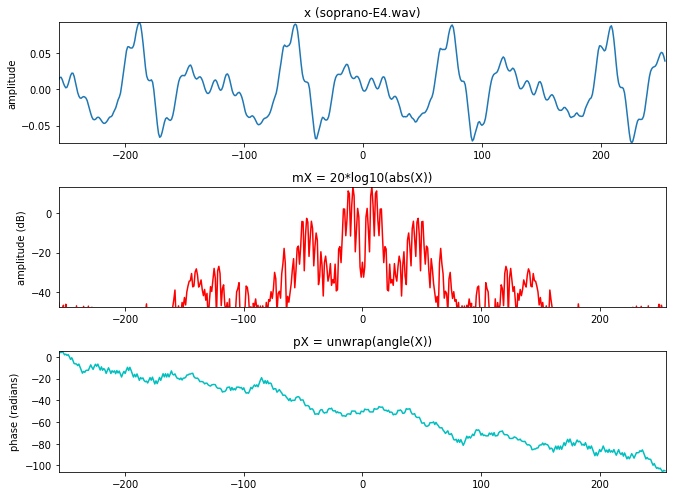 x (soprano-E4.wav)
amplitude
0.05
0.00
−0.05
−200 −100 0 100 200
mX = 20*log10(abs(X))
amplitude (dB)
0
−20
−40
−200 −100 0 100 200
pX = unwrap(angle(X))
phase (radians)
0
−20
−40
−60
−80
−100
−200 −100 0 100 200